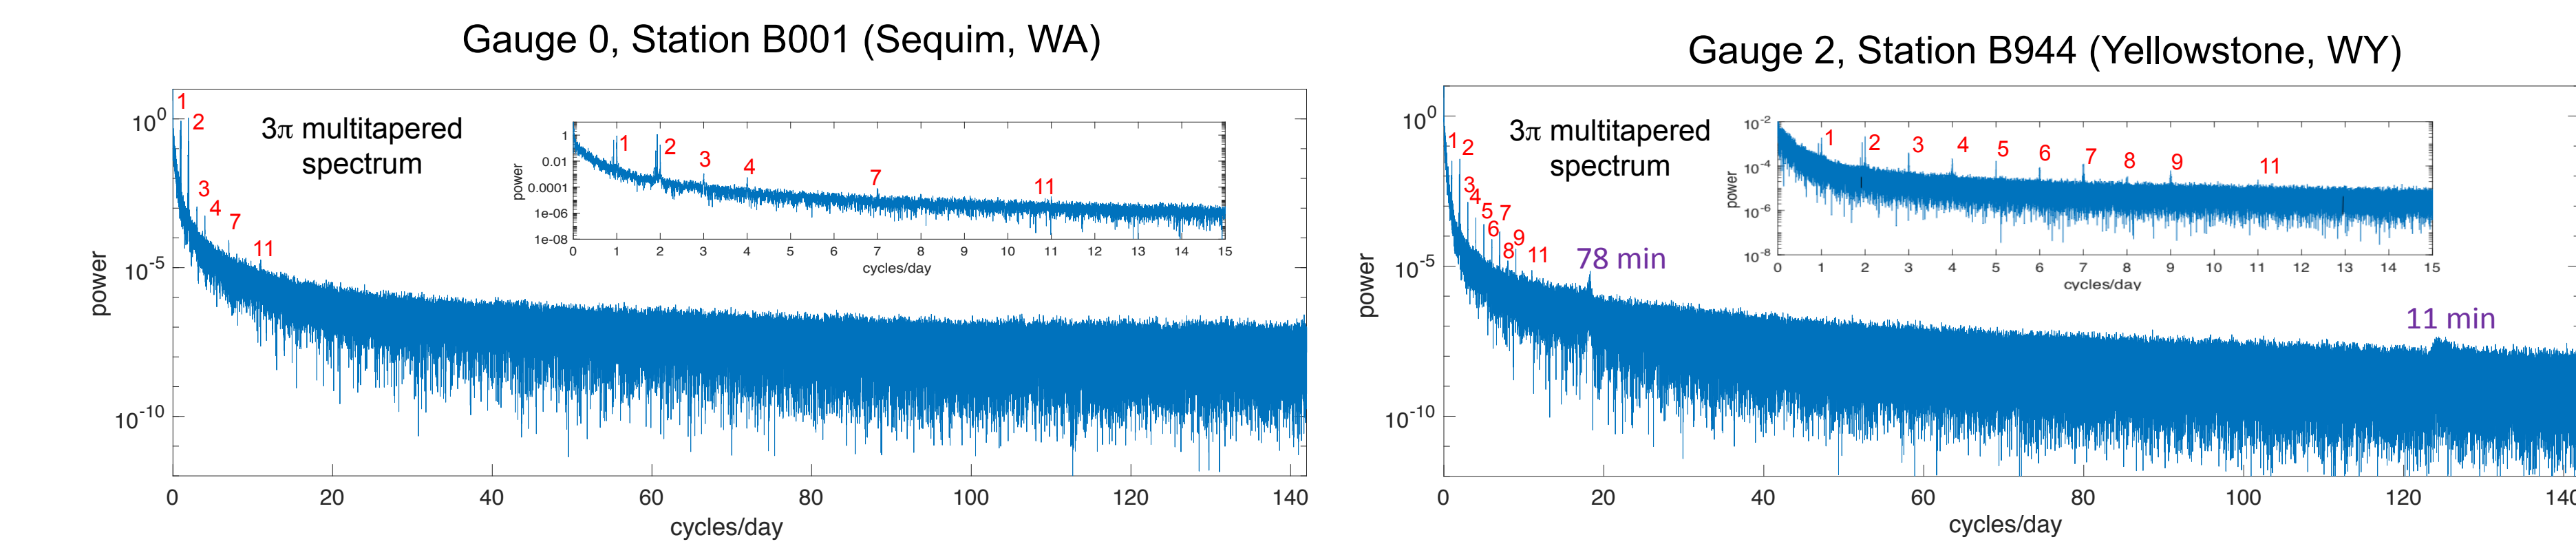 Gauge 0, Station B001 (Sequim, WA)
3π multitapered
spectrum
1
2
3
4
7
11
10^0
10^-5
10^-10
power
0 20 40 60 80 100 120 140
cycles/day
1
0.01
0.0001
1e-06
1e-08
power
1 2 3 4 7 11
0 1 2 3 4 5 6 7 8 9 10 11 12 13 14 15
cycles/day
Gauge 2, Station B944 (Yellowstone, WY)
3π multitapered
spectrum
1 2
3
4
5 7
6
9
8 11
78 min
11 min
10^0
10^-5
10^-10
power
0 20 40 60 80 100 120 140
cycles/day
10^-2
10^-4
10^-6
10^-8
power
1 2 3 4 5 6 7 8 9 11
0 1 2 3 4 5 6 7 8 9 10 11 12 13 14 15
cycles/day